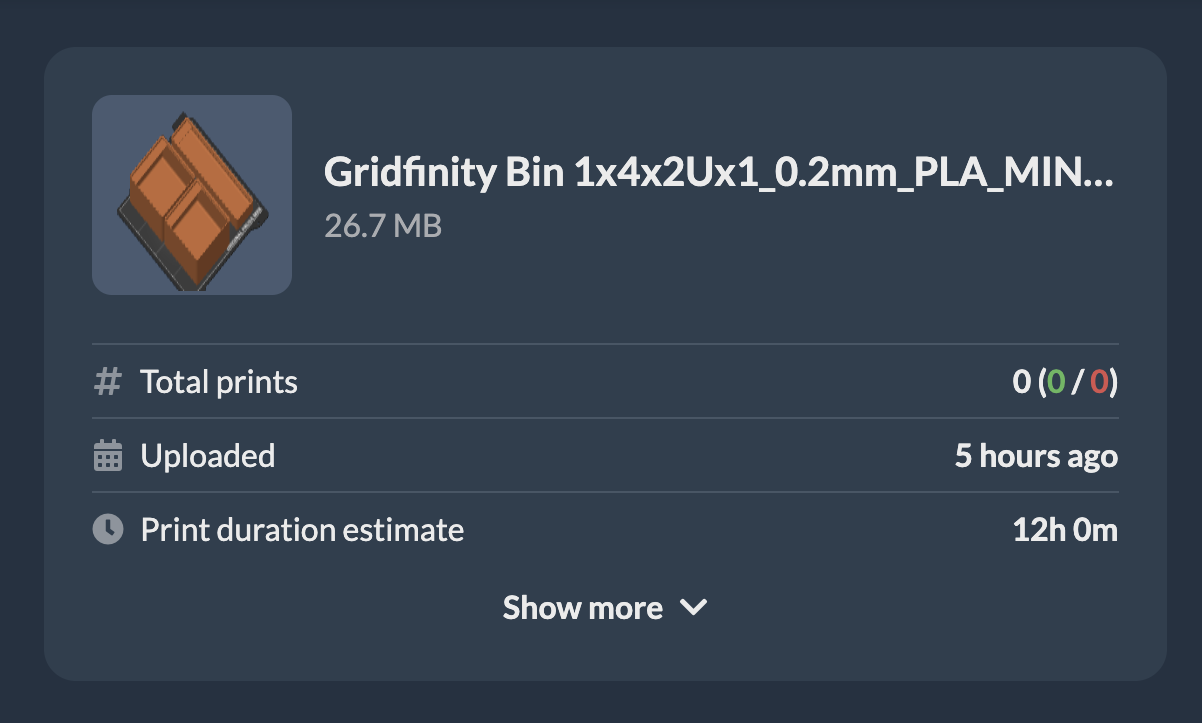 Gridfinity Bin 1x4x2Ux1_0.2mm_PLA_MIN...
26.7 MB
# Total prints 0 (0 / 0)
Uploaded 5 hours ago
Print duration estimate 12h 0m
Show more